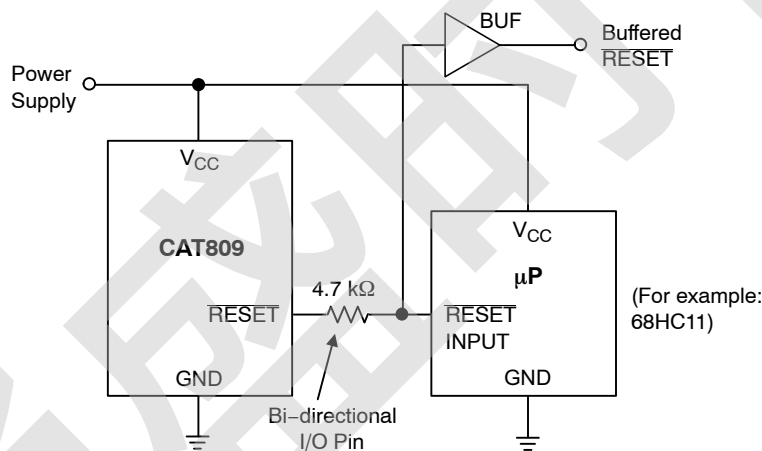 BUF
Buffered
RESET
Power
Supply
VCC
CAT809
4.7 kΩ
RESET
GND
Bi−directional
I/O Pin
VCC
μP
RESET
INPUT
GND
(For example:
68HC11)